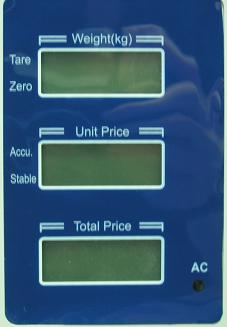 Weight(kg)
Tare
Zero
Unit Price
Accu.
Stable
Total Price
AC